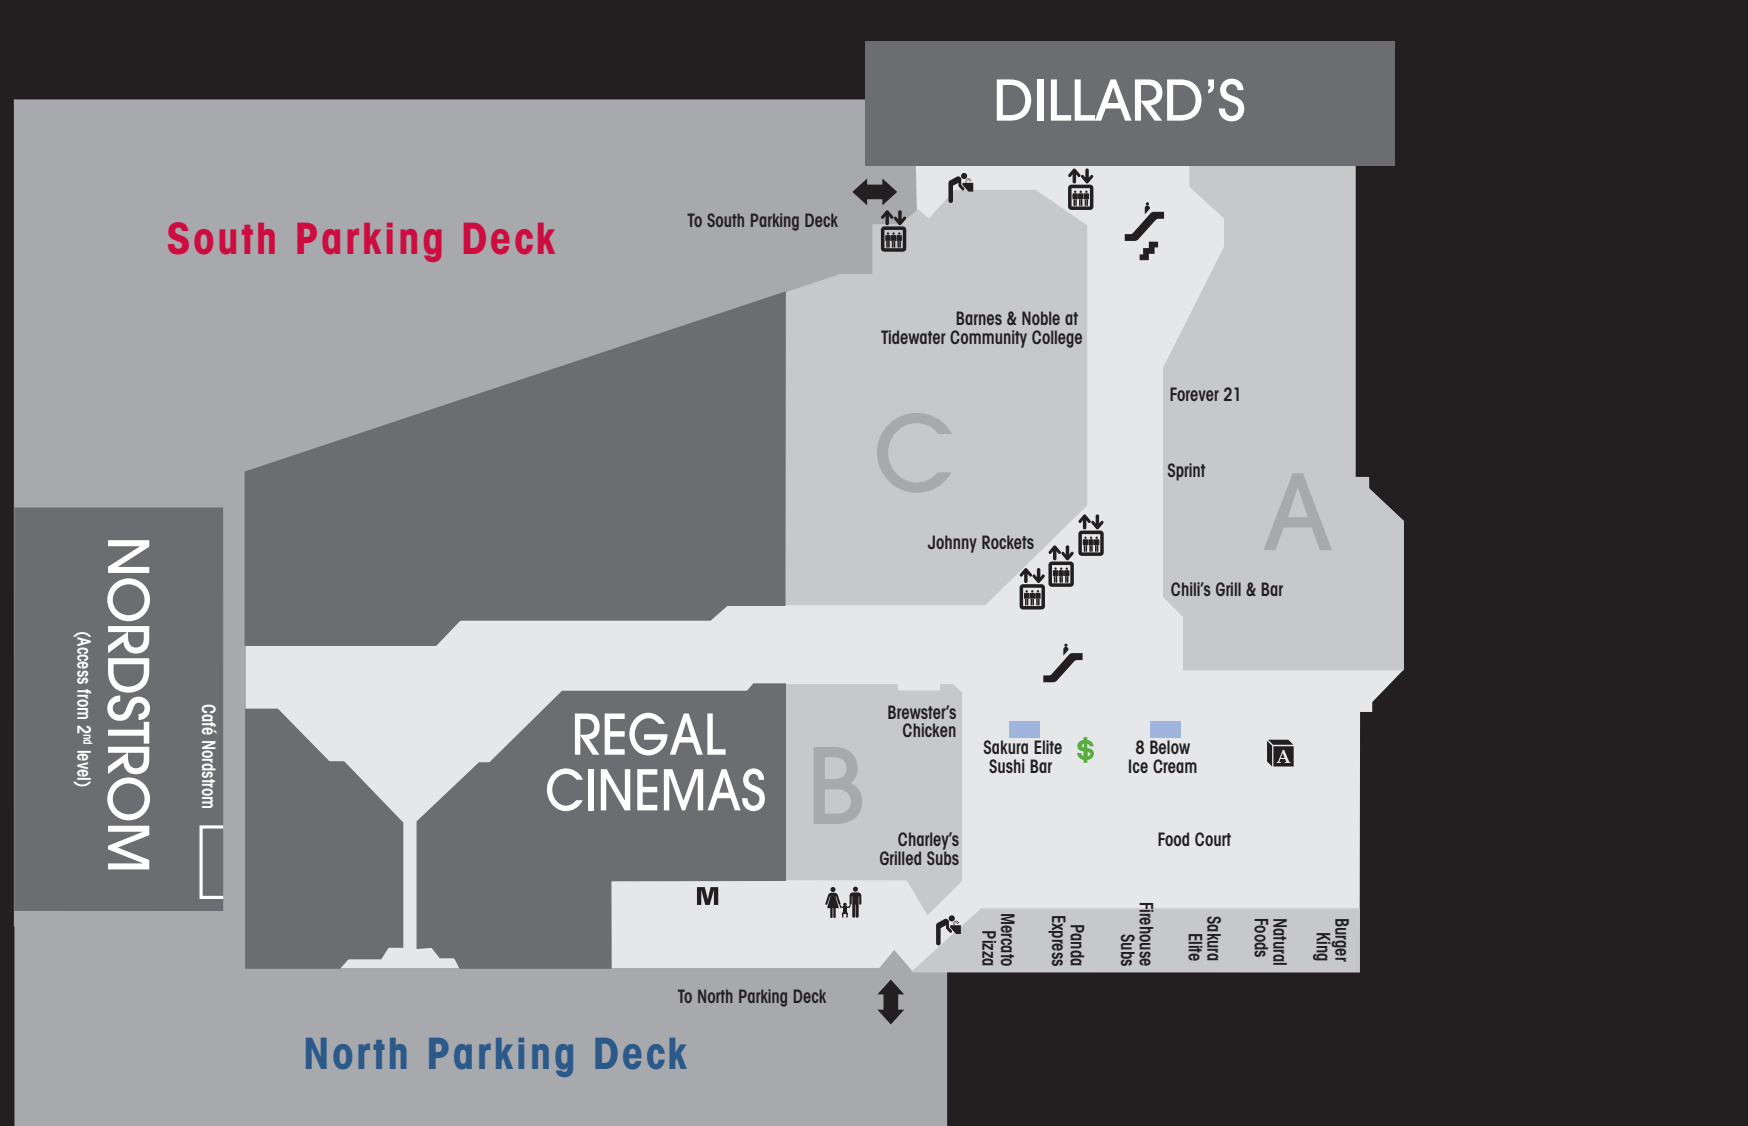 DILLARD’S
To South Parking Deck
South Parking Deck
Barnes & Noble at
Tidewater Community College
Forever 21
C
Sprint
A
Johnny Rockets
Chili’s Grill & Bar
NORDSTROM
(Access from 2nd level)
Café Nordstrom
REGAL
CINEMAS
B
Brewster’s
Chicken
Sakura Elite
Sushi Bar
$
8 Below
Ice Cream
A
Charley’s
Grilled Subs
Food Court
M
Mercato
Pizza
Panda
Express
Firehouse
Subs
Sakura
Elite
Natural
Foods
Burger
King
To North Parking Deck
North Parking Deck